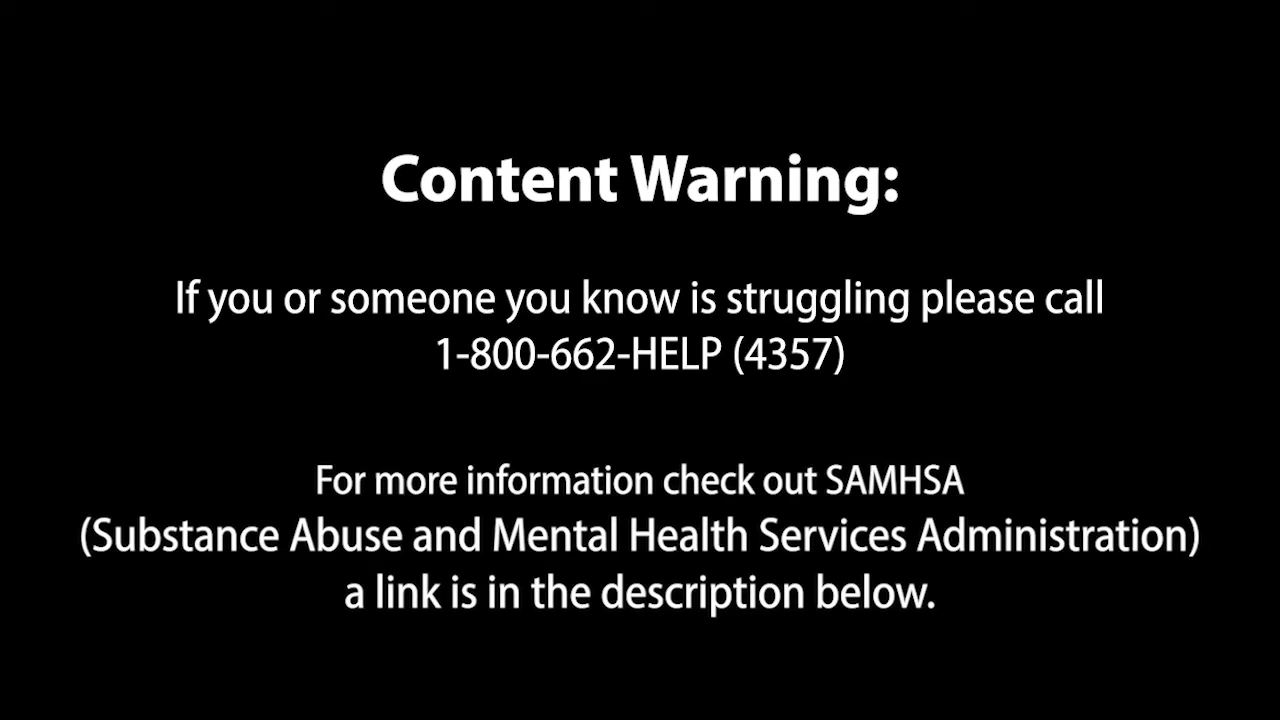 Content Warning:
If you or someone you know is struggling please call
1-800-662-HELP (4357)
For more information check out SAMHSA
(Substance Abuse and Mental Health Services Administration)
a link is in the description below.